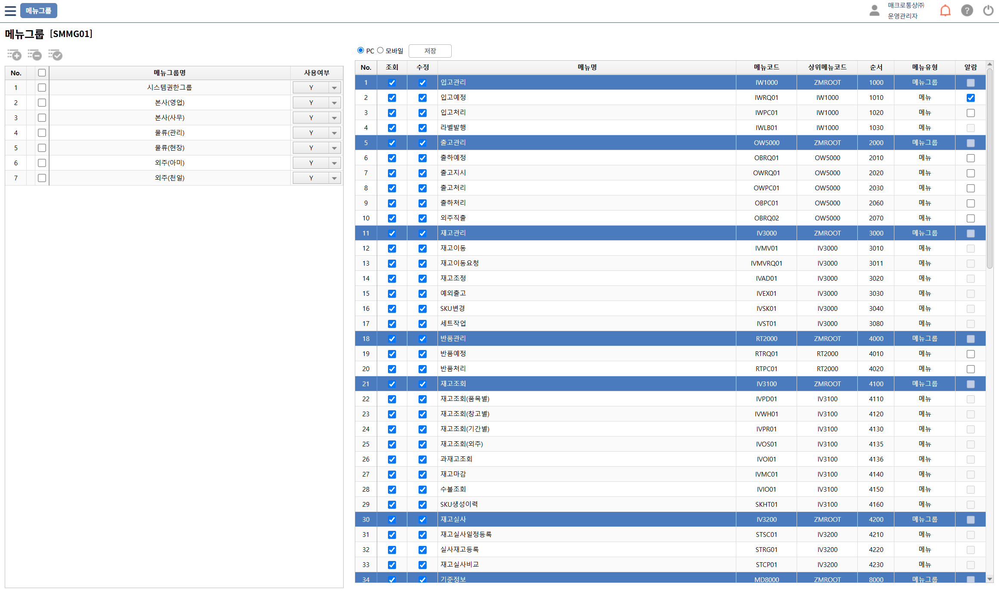 메뉴그룹
매크로통상㈜
운영관리자
메뉴그룹 [SMMG01]
PC 모바일 저장
No. 메뉴그룹명 사용여부
1 시스템권한그룹 Y
2 본사(영업) Y
3 본사(사무) Y
4 물류(관리) Y
5 물류(현장) Y
6 외주(아미) Y
7 외주(천일) Y
No. 조회 수정 메뉴명 메뉴코드 상위메뉴코드 순서 메뉴유형 알람
1 입고관리 IW1000 ZMROOT 1000 메뉴그룹
2 입고예정 IWRQ01 IW1000 1010 메뉴
3 입고처리 IWPC01 IW1000 1020 메뉴
4 라벨발행 IWLB01 IW1000 1030 메뉴
5 출고관리 OW5000 ZMROOT 2000 메뉴그룹
6 출하예정 OBRQ01 OW5000 2010 메뉴
7 출고지시 OWRQ01 OW5000 2020 메뉴
8 출고처리 OWPC01 OW5000 2030 메뉴
9 출하처리 OBPC01 OW5000 2060 메뉴
10 외주직출 OBRQ02 OW5000 2070 메뉴
11 재고관리 IV3000 ZMROOT 3000 메뉴그룹
12 재고이동 IVMV01 IV3000 3010 메뉴
13 재고이동요청 IVMVRQ01 IV3000 3011 메뉴
14 재고조정 IVAD01 IV3000 3020 메뉴
15 예외출고 IVEX01 IV3000 3030 메뉴
16 SKU변경 IVSK01 IV3000 3040 메뉴
17 세트작업 IVST01 IV3000 3080 메뉴
18 반품관리 RT2000 ZMROOT 4000 메뉴그룹
19 반품예정 RTRQ01 RT2000 4010 메뉴
20 반품처리 RTPC01 RT2000 4020 메뉴
21 재고조회 IV3100 ZMROOT 4100 메뉴그룹
22 재고조회(품목별) IVPD01 IV3100 4110 메뉴
23 재고조회(창고별) IVWH01 IV3100 4120 메뉴
24 재고조회(기간별) IVPR01 IV3100 4130 메뉴
25 재고조회(외주) IVOS01 IV3100 4135 메뉴
26 과재고조회 IVOI01 IV3100 4136 메뉴
27 재고마감 IVMC01 IV3100 4140 메뉴
28 수불조회 IVIO01 IV3100 4150 메뉴
29 SKU생성이력 SKHT01 IV3100 4160 메뉴
30 재고실사 IV3200 ZMROOT 4200 메뉴그룹
31 재고실사일정등록 STSC01 IV3200 4210 메뉴
32 실사재고등록 STRG01 IV3200 4220 메뉴
33 재고실사비교 STCP01 IV3200 4230 메뉴
34 기준정보 MD8000 ZMROOT 8000 메뉴그룹